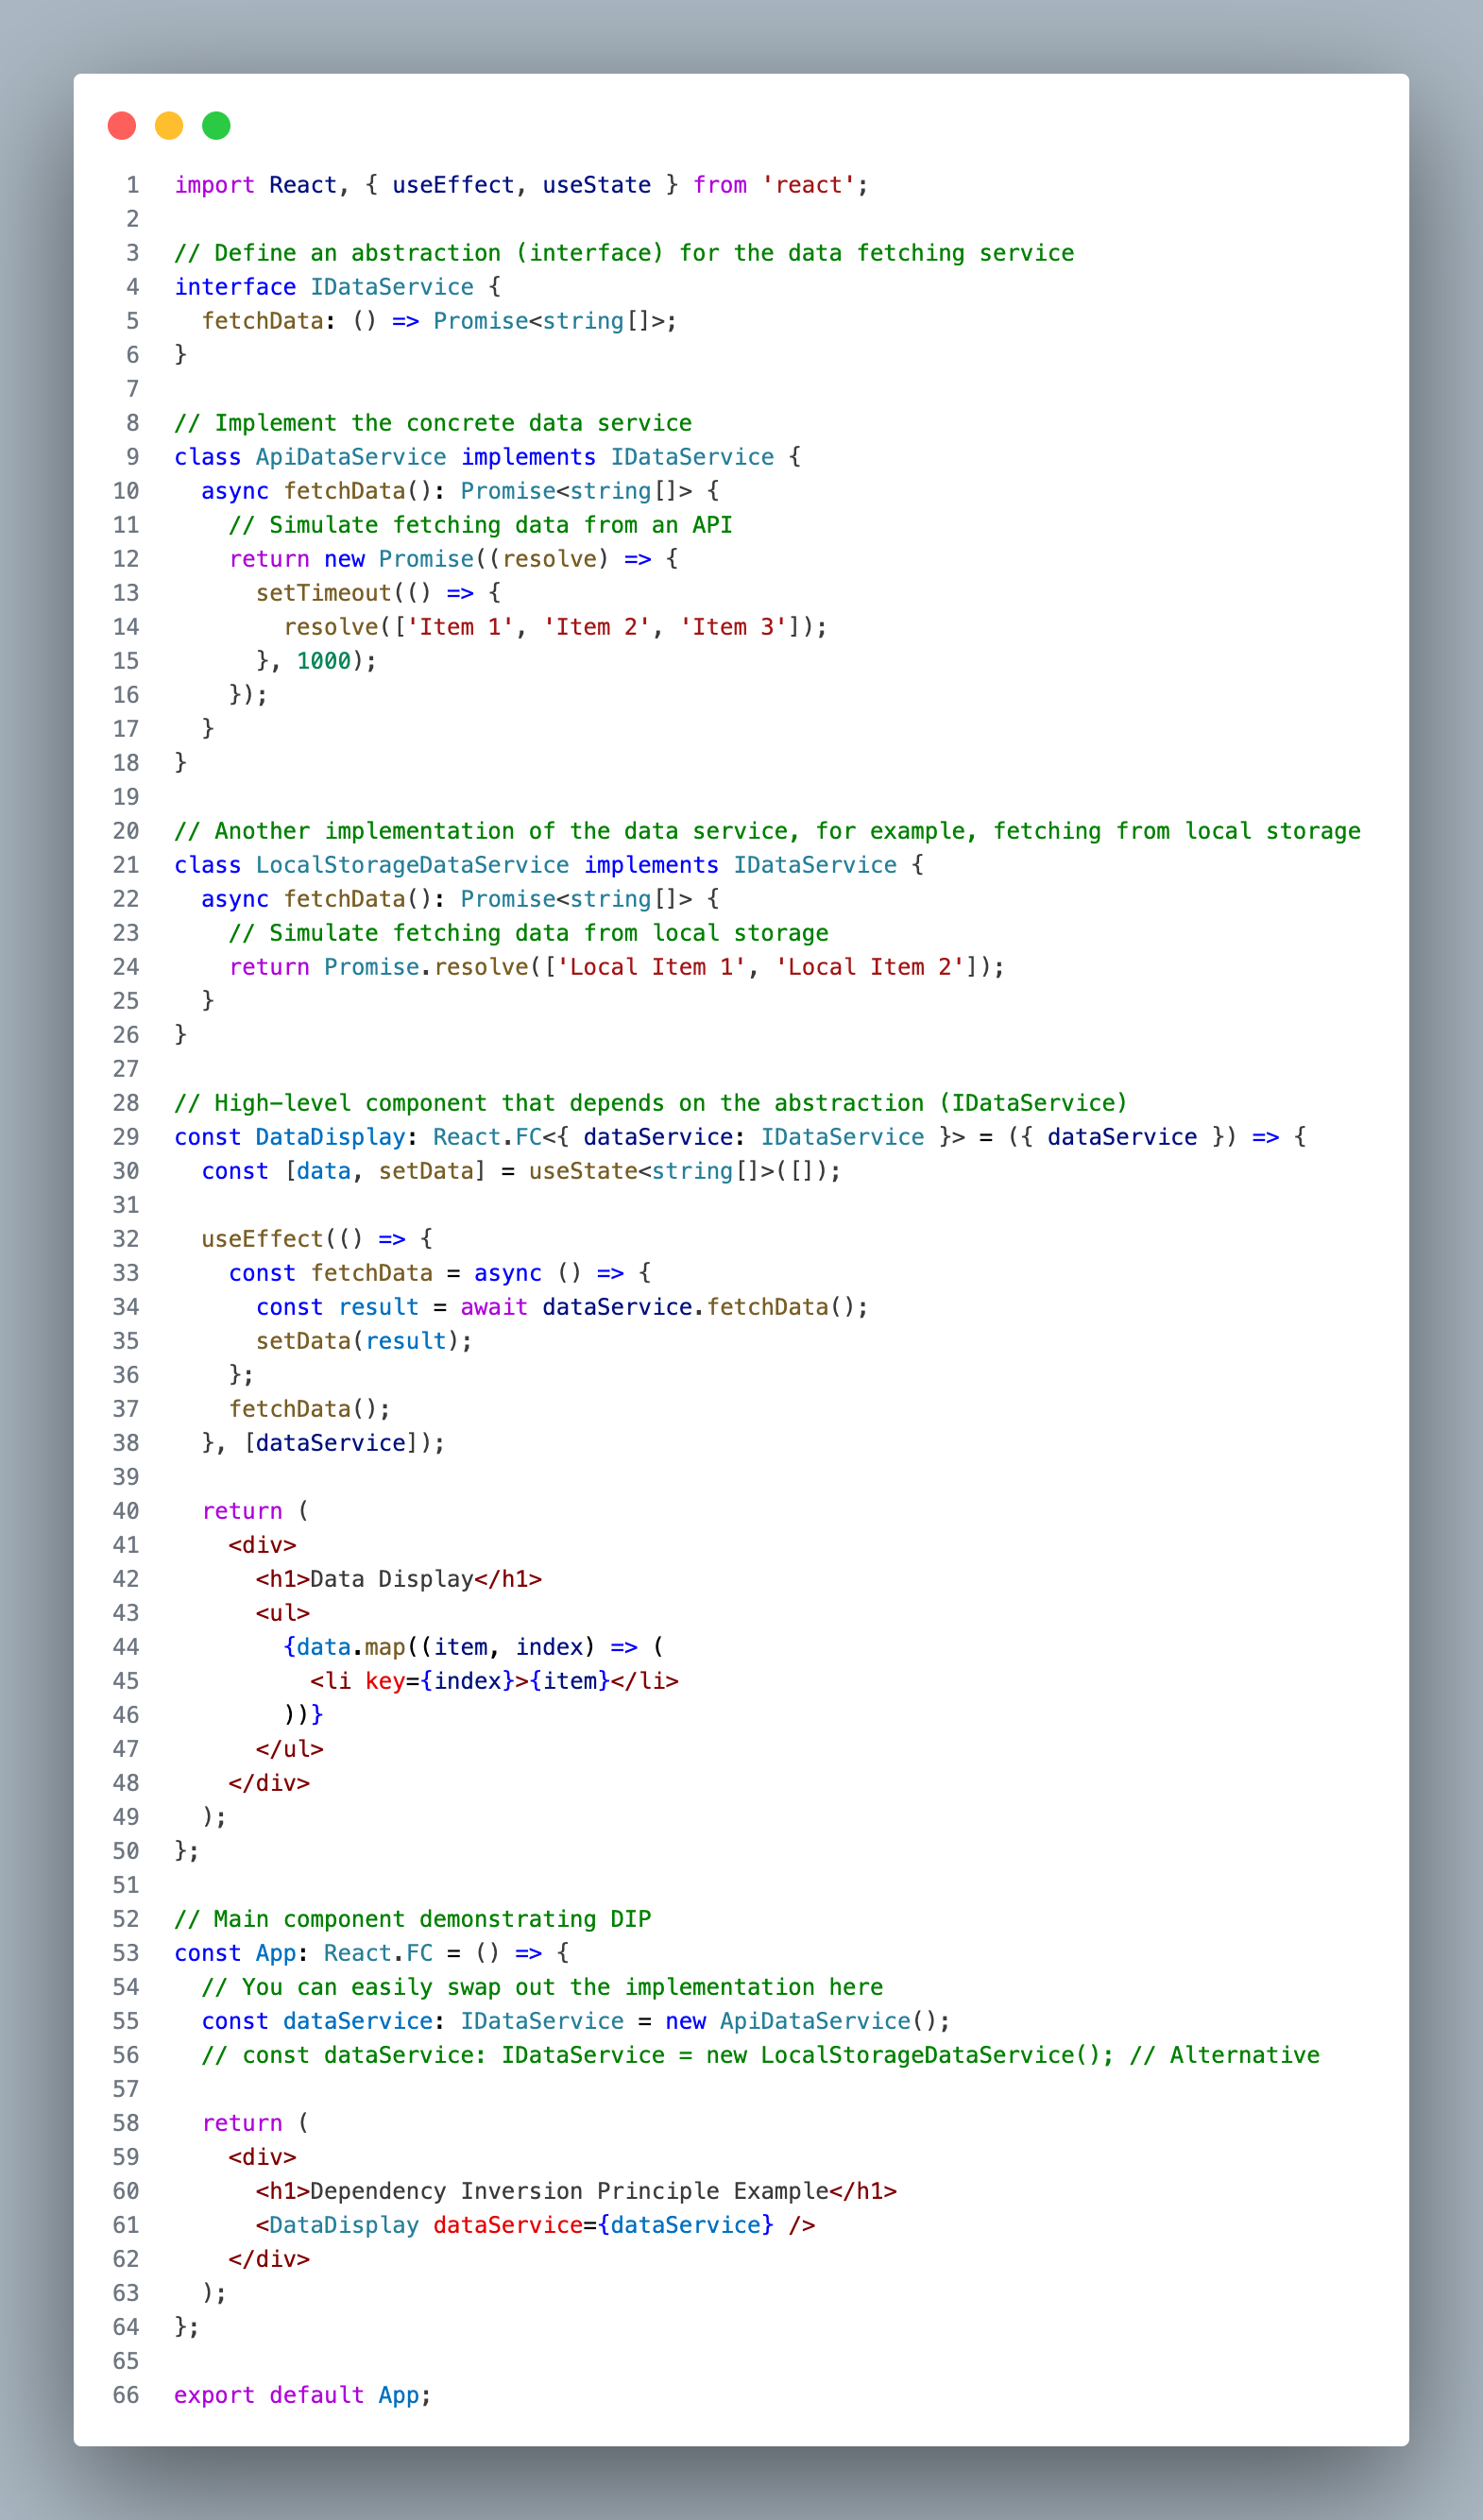 1 import React, { useEffect, useState } from 'react';
2
3 // Define an abstraction (interface) for the data fetching service
4 interface IDataService {
5   fetchData: () => Promise<string[]>;
6 }
7
8 // Implement the concrete data service
9 class ApiDataService implements IDataService {
10   async fetchData(): Promise<string[]> {
11     // Simulate fetching data from an API
12     return new Promise((resolve) => {
13       setTimeout(() => {
14         resolve(['Item 1', 'Item 2', 'Item 3']);
15       }, 1000);
16     });
17   }
18 }
19
20 // Another implementation of the data service, for example, fetching from local storage
21 class LocalStorageDataService implements IDataService {
22   async fetchData(): Promise<string[]> {
23     // Simulate fetching data from local storage
24     return Promise.resolve(['Local Item 1', 'Local Item 2']);
25   }
26 }
27
28 // High-level component that depends on the abstraction (IDataService)
29 const DataDisplay: React.FC<{ dataService: IDataService }> = ({ dataService }) => {
30   const [data, setData] = useState<string[]>([]);
31
32   useEffect(() => {
33     const fetchData = async () => {
34       const result = await dataService.fetchData();
35       setData(result);
36     };
37     fetchData();
38   }, [dataService]);
39
40   return (
41     <div>
42       <h1>Data Display</h1>
43       <ul>
44         {data.map((item, index) => (
45           <li key={index}>{item}</li>
46         ))}
47       </ul>
48     </div>
49   );
50 };
51
52 // Main component demonstrating DIP
53 const App: React.FC = () => {
54   // You can easily swap out the implementation here
55   const dataService: IDataService = new ApiDataService();
56   // const dataService: IDataService = new LocalStorageDataService(); // Alternative
57
58   return (
59     <div>
60       <h1>Dependency Inversion Principle Example</h1>
61       <DataDisplay dataService={dataService} />
62     </div>
63   );
64 };
65
66 export default App;